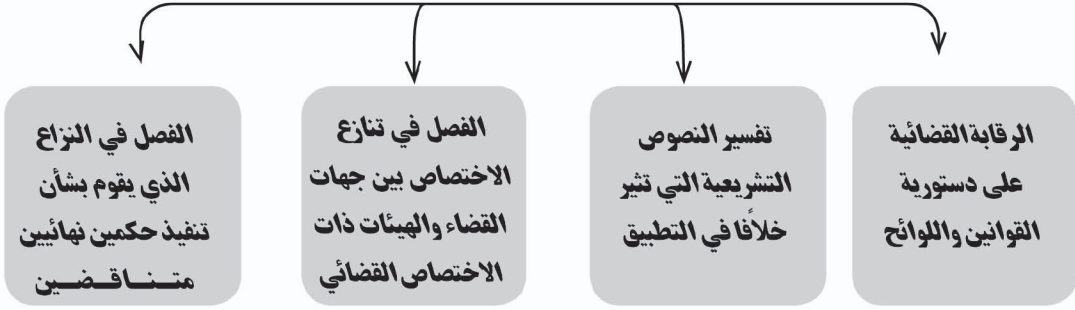 الرقابة القضائية
على دستورية
القوانين واللوائح
تفسير النصوص
التشريعية التي تثير
خلافًا في التطبيق
الفصل في تنازع
الاختصاص بين جهات
القضاء والهيئات ذات
الاختصاص القضائي
الفصل في النزاع
الذي يقوم بشأن
تنفيذ حكمين نهائيين
متناقضين